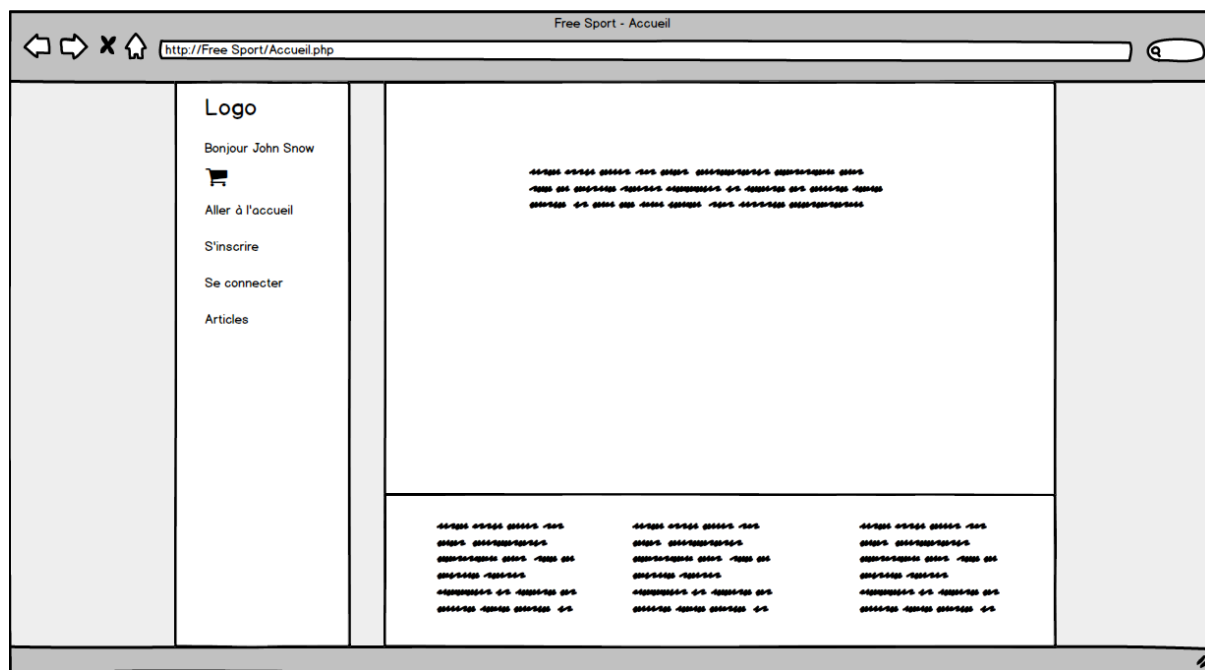 Free Sport - Accueil
http://Free Sport/Accueil.php
Logo
Bonjour John Snow
Aller à l'accueil
S'inscrire
Se connecter
Articles